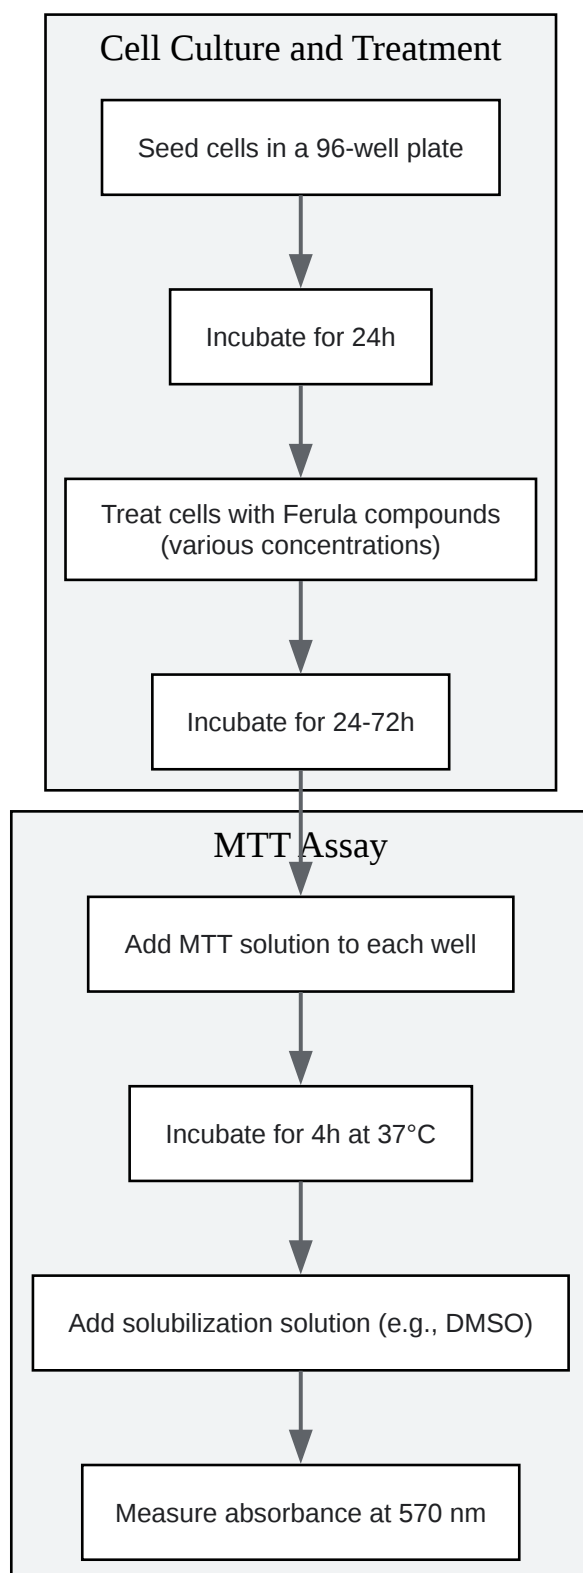 Cell Culture and Treatment
Seed cells in a 96-well plate
Incubate for 24h
Treat cells with Ferula compounds
(various concentrations)
Incubate for 24-72h
MTT Assay
Add MTT solution to each well
Incubate for 4h at 37°C
Add solubilization solution (e.g., DMSO)
Measure absorbance at 570 nm